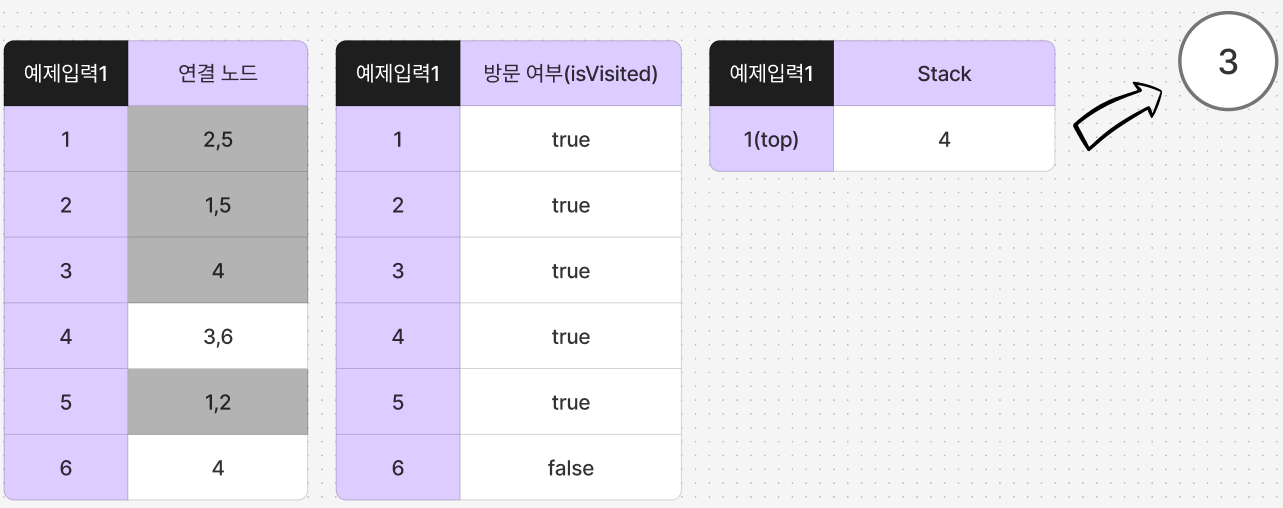 예제입력1 연결 노드
1 2,5
2 1,5
3 4
4 3,6
5 1,2
6 4
예제입력1 방문 여부(isVisited)
1 true
2 true
3 true
4 true
5 true
6 false
예제입력1 Stack
1(top) 4
3